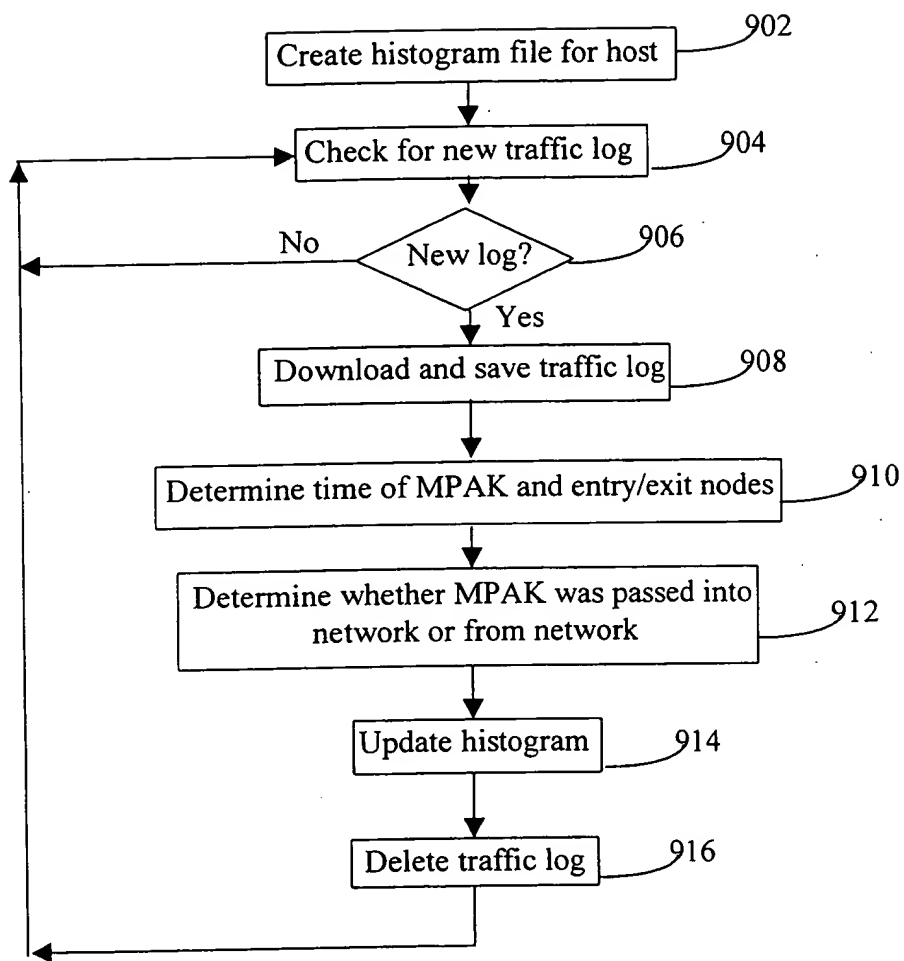 902
Create histogram file for host
Check for new traffic log
904
No
New log?
906
Yes
Download and save traffic log
908
Determine time of MPAK and entry/exit nodes
910
Determine whether MPAK was passed into
network or from network
912
Update histogram
914
Delete traffic log
916